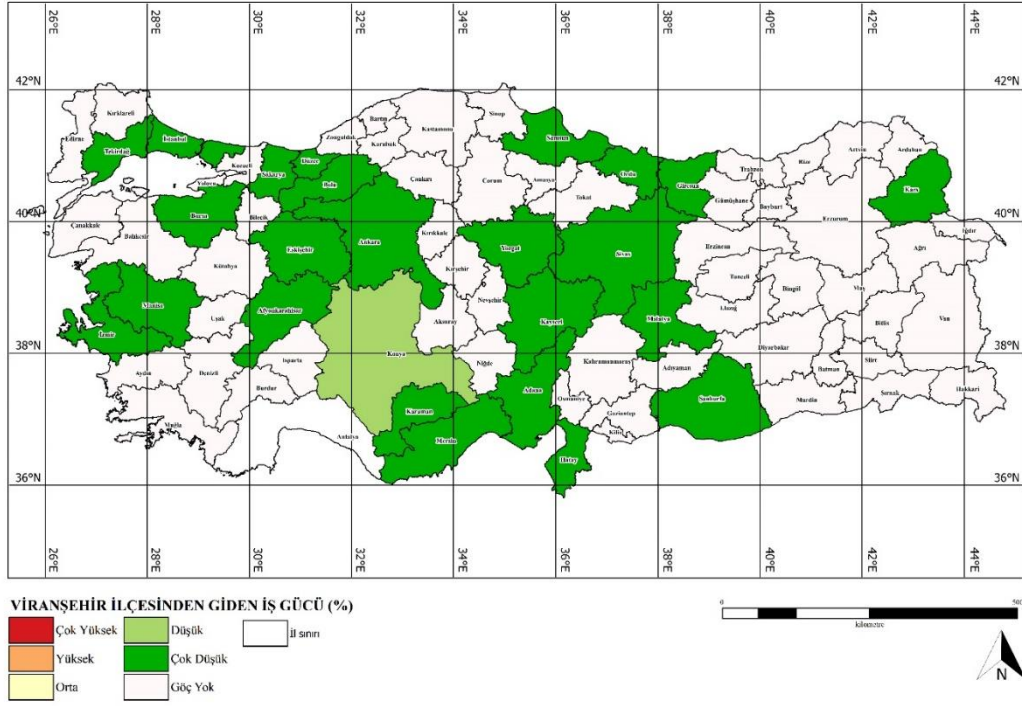 26°E 28°E 30°E 32°E 34°E 36°E 38°E 40°E 42°E 44°E
42°N 42°N
Kırklareli Edirne Tekirdağ İstanbul Kocaeli Yalova Sakarya Düzce Bolu Zonguldak Bartın Karabük Kastamonu Sinop Samsun Çankırı Çorum Amasya Tokat Ordu Giresun Trabzon Gümüşhane Bayburt Rize Artvin Ardahan Kars
40°N 40°N
Çanakkale Balıkesir Bursa Bilecik Kütahya Eskişehir Ankara Kırıkkale Kırşehir Yozgat Sivas Erzincan Erzurum Ağrı Iğdır
Manisa İzmir Uşak Afyonkarahisar Konya Aksaray Nevşehir Kayseri Malatya Elazığ Tunceli Bingöl Muş Bitlis Van
38°N 38°N
Aydın Denizli Isparta Burdur Niğde Kahramanmaraş Adıyaman Diyarbakır Batman Siirt
Muğla Antalya Karaman Mersin Adana Osmaniye Gaziantep Kilis Şanlıurfa Mardin Şırnak Hakkari
Hatay
36°N 36°N
26°E 28°E 30°E 32°E 34°E 36°E 38°E 40°E 42°E 44°E
VİRANŞEHİR İLÇESİNDEN GİDEN İŞ GÜCÜ (%)
Çok Yüksek Düşük İl sınırı
Yüksek Çok Düşük
Orta Göç Yok
0 500
kilometre
N